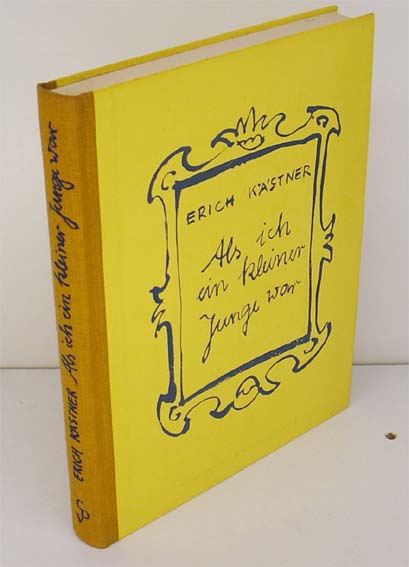 ERICH KÄSTNER
Als ich
ein kleiner
Junge war
ERICH KÄSTNER Als ich ein kleiner Junge war